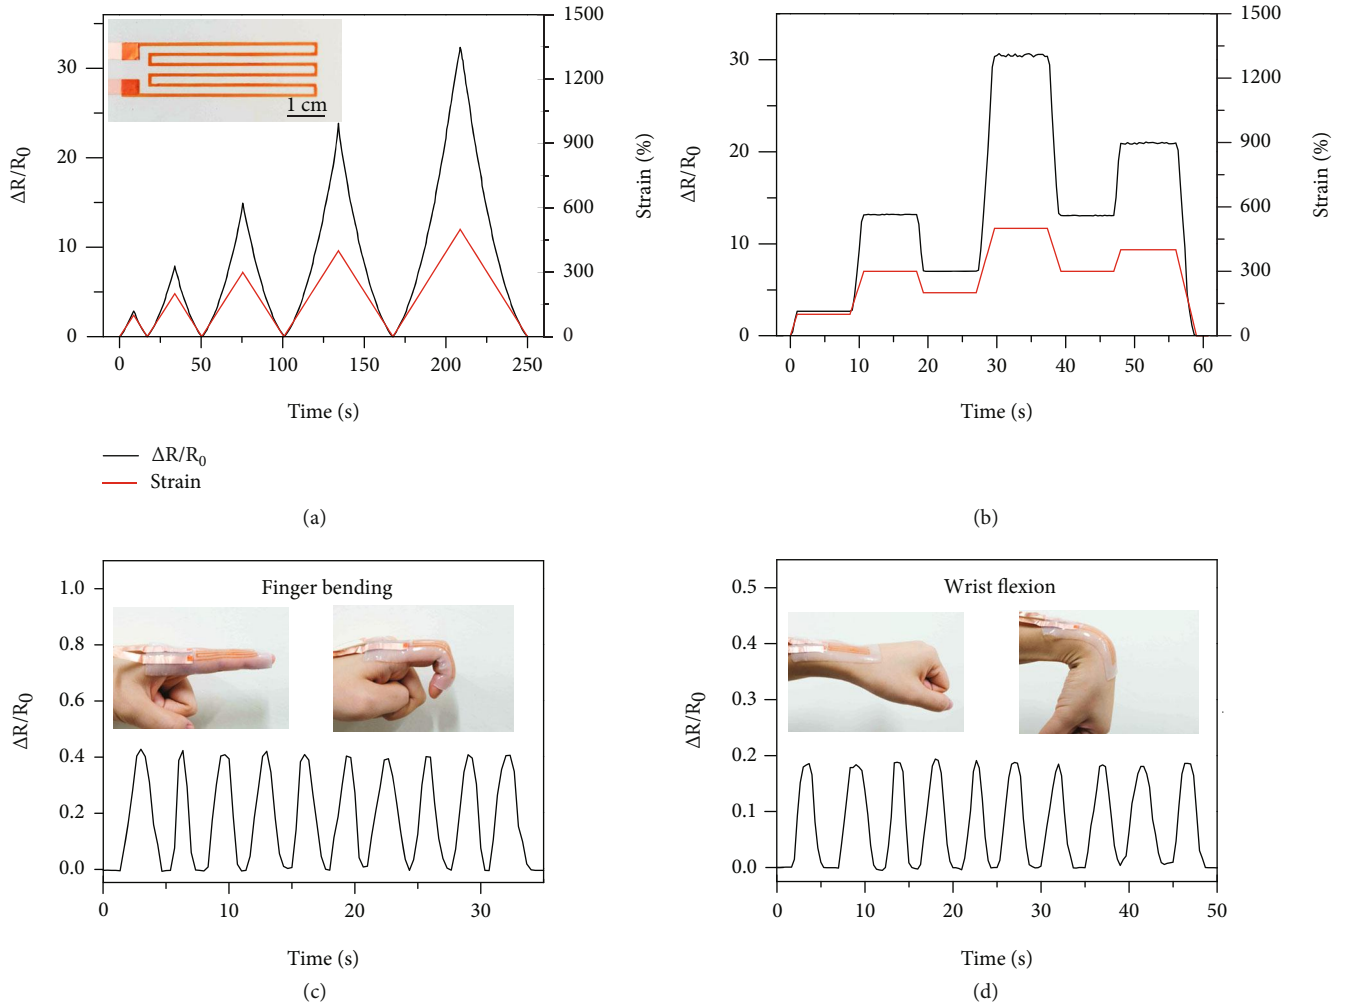 1500
1200
900
600
300
0
Strain (%)
30
20
10
0
ΔR/R0
1 cm
0 50 100 150 200 250
Time (s)
ΔR/R0
Strain
(a)
1500
1200
900
600
300
0
Strain (%)
30
20
10
0
ΔR/R0
0 10 20 30 40 50 60
Time (s)
(b)
Finger bending
1.0
0.8
0.6
0.4
0.2
0.0
ΔR/R0
0 10 20 30
Time (s)
(c)
Wrist flexion
0.5
0.4
0.3
0.2
0.1
0.0
ΔR/R0
0 10 20 30 40 50
Time (s)
(d)